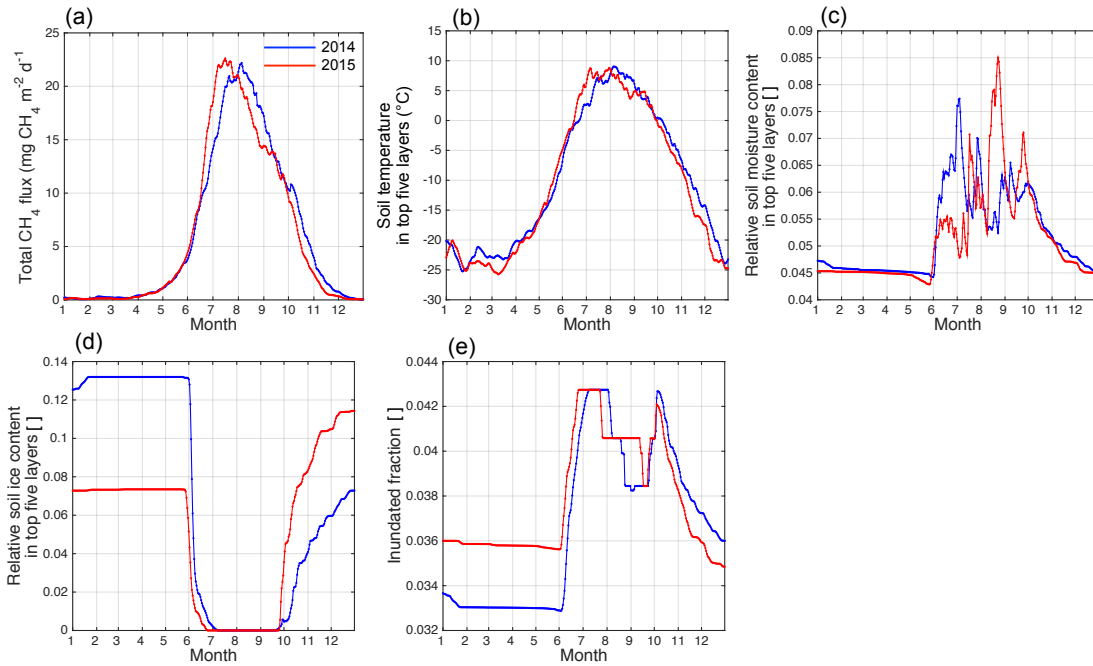 (a)
2014
2015
Total CH4 flux (mg CH4 m-2 d-1)
25
20
15
10
5
0
1 2 3 4 5 6 7 8 9 10 11 12
Month
(b)
Soil temperature
in top five layers (°C)
15
10
5
0
-5
-10
-15
-20
-25
-30
1 2 3 4 5 6 7 8 9 10 11 12
Month
(c)
Relative soil moisture content
in top five layers [ ]
0.09
0.085
0.08
0.075
0.07
0.065
0.06
0.055
0.05
0.045
0.04
1 2 3 4 5 6 7 8 9 10 11 12
Month
(d)
Relative soil ice content
in top five layers [ ]
0.14
0.12
0.1
0.08
0.06
0.04
0.02
0
1 2 3 4 5 6 7 8 9 10 11 12
Month
(e)
Inundated fraction [ ]
0.044
0.042
0.04
0.038
0.036
0.034
0.032
1 2 3 4 5 6 7 8 9 10 11 12
Month